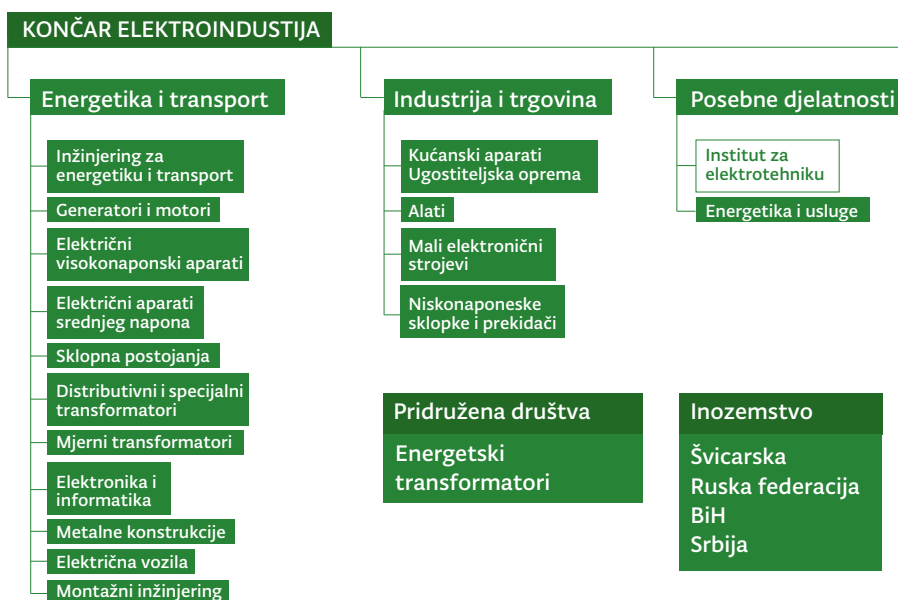 KONČAR ELEKTROINDUSTIJA
Energetika i transport
Inžinjering za
energetiku i transport
Generatori i motori
Električni
visokonaponski aparati
Električni aparati
srednjeg napona
Sklopna postojanja
Distributivni i specijalni
transformatori
Mjerni transformatori
Elektronika i
informatika
Metalne konstrukcije
Električna vozila
Montažni inžinjering
Industrija i trgovina
Kućanski aparati
Ugostiteljska oprema
Alati
Mali elektronični
strojevi
Niskonaponeske
sklopke i prekidači
Posebne djelatnosti
Institut za
elektrotehniku
Energetika i usluge
Pridružena društva
Energetski
transformatori
Inozemstvo
Švicarska
Ruska federacija
BiH
Srbija